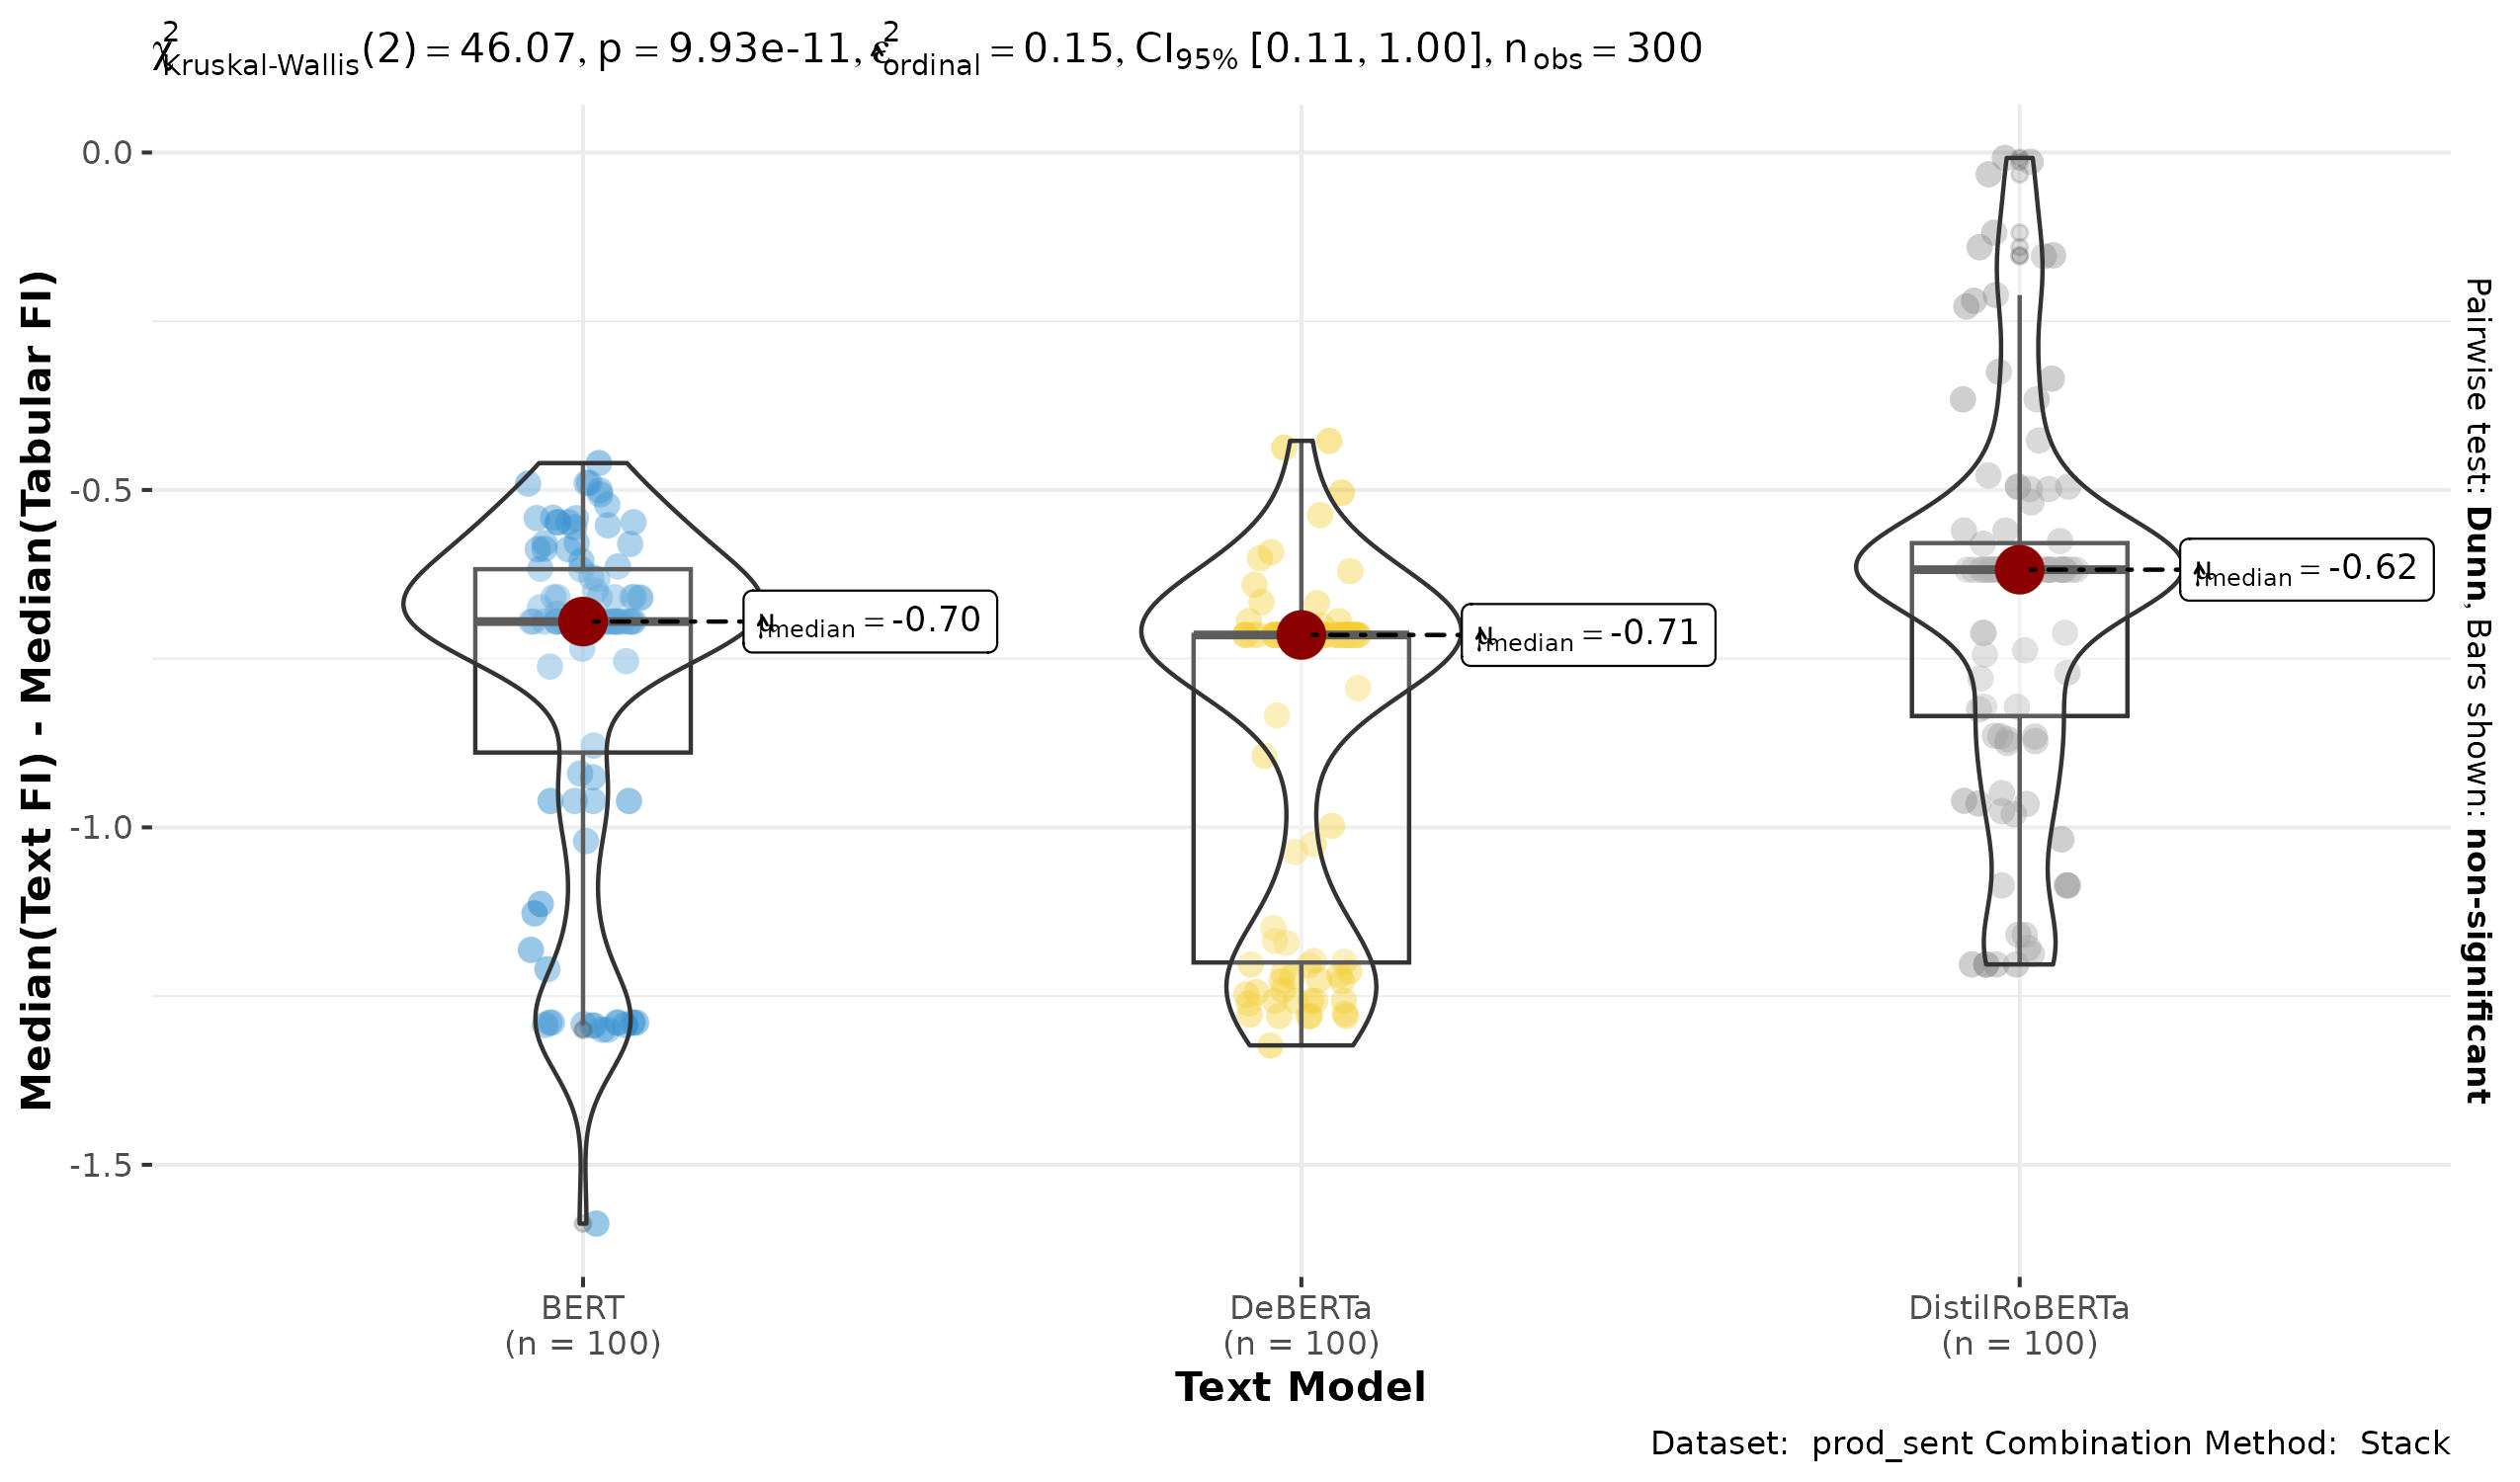 χ²Kruskal-Wallis(2) = 46.07, p = 9.93e-11, ε̂²ordinal = 0.15, CI95% [0.11, 1.00], nobs = 300
Median(Text FI) - Median(Tabular FI)
0.0
-0.5
-1.0
-1.5
μ̂median = -0.70
μ̂median = -0.71
μ̂median = -0.62
Pairwise test: Dunn, Bars shown: non-significant
BERT
(n = 100)
DeBERTa
(n = 100)
DistilRoBERTa
(n = 100)
Text Model
Dataset:  prod_sent Combination Method:  Stack